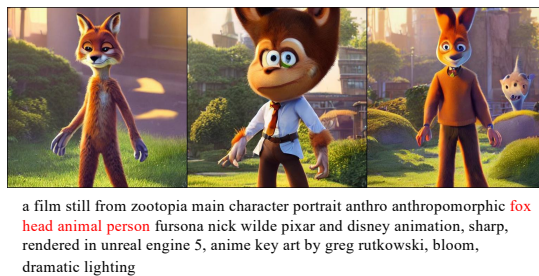 a film still from zootopia main character portrait anthro anthropomorphic fox
head animal person fursona nick wilde pixar and disney animation, sharp,
rendered in unreal engine 5, anime key art by greg rutkowski, bloom,
dramatic lighting